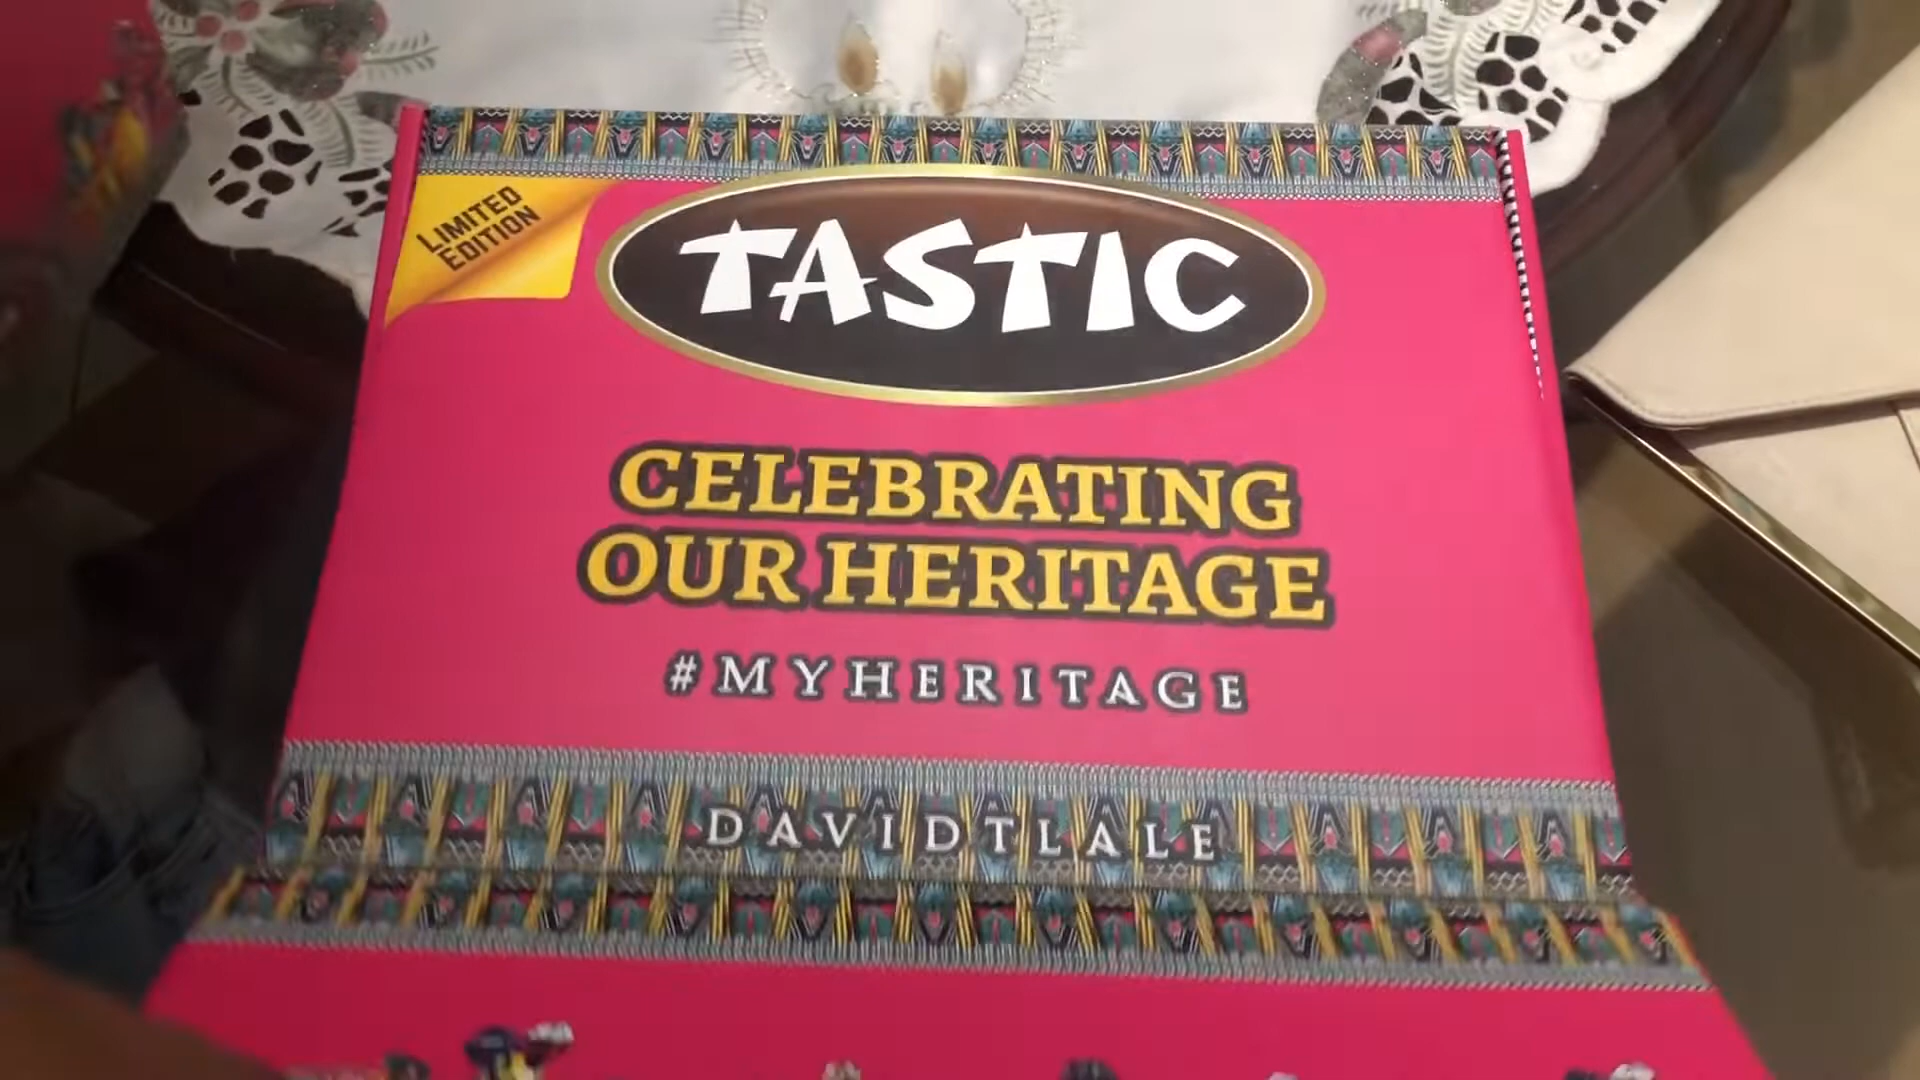 LIMITED
EDITION
TASTIC
CELEBRATING
OUR HERITAGE
#MYHERITAGE
DAVIDTLALE